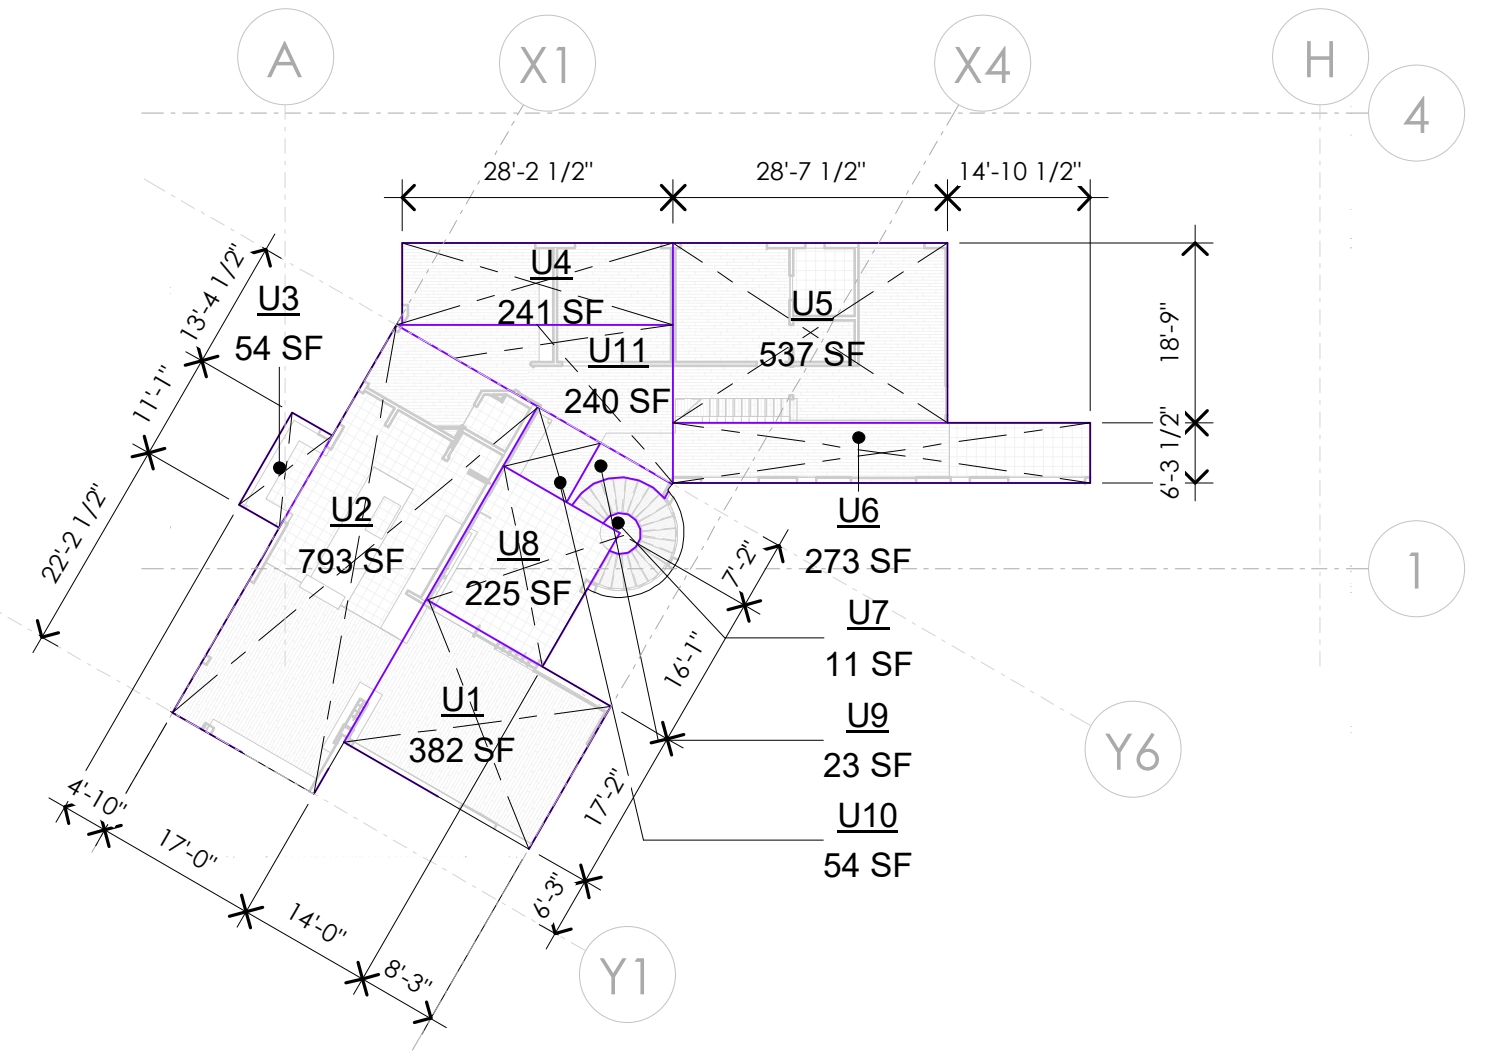 A
X1
X4
H
4
28'-2 1/2"
28'-7 1/2"
14'-10 1/2"
13'-4 1/2"
U3
54 SF
U4
241 SF
U5
537 SF
U11
240 SF
18'-9"
11'-1"
6'-3 1/2"
22'-2 1/2"
U2
793 SF
U8
225 SF
U6
273 SF
1
7'-2"
U7
11 SF
16'-1"
U1
382 SF
U9
23 SF
Y6
17'-2"
U10
54 SF
4'-10"
17'-0"
14'-0"
8'-3"
6'-3"
Y1